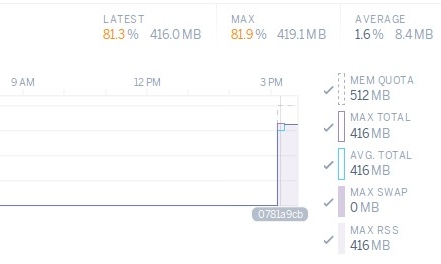 LATEST MAX AVERAGE
81.3 % 416.0 MB 81.9 % 419.1 MB 1.6 % 8.4 MB
9 AM 12 PM 3 PM
MEM QUOTA
512 MB
MAX TOTAL
416 MB
AVG. TOTAL
416 MB
MAX SWAP
0 MB
MAX RSS
416 MB
0781a9cb